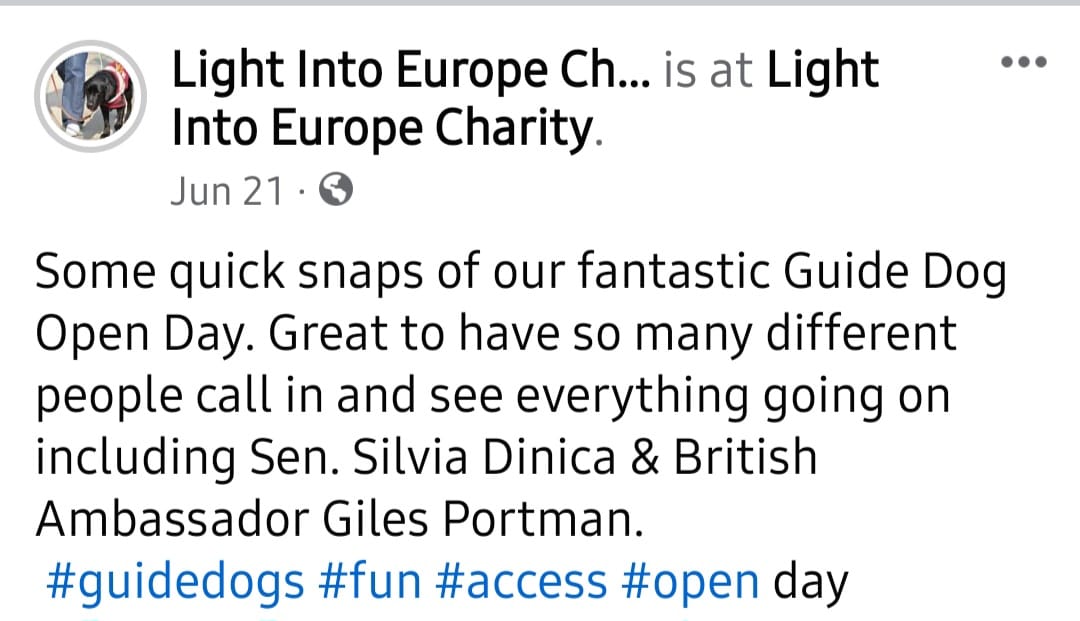 Light Into Europe Ch... is at Light
Into Europe Charity.
Jun 21 ·
Some quick snaps of our fantastic Guide Dog
Open Day. Great to have so many different
people call in and see everything going on
including Sen. Silvia Dinica & British
Ambassador Giles Portman.
#guidedogs #fun #access #open day